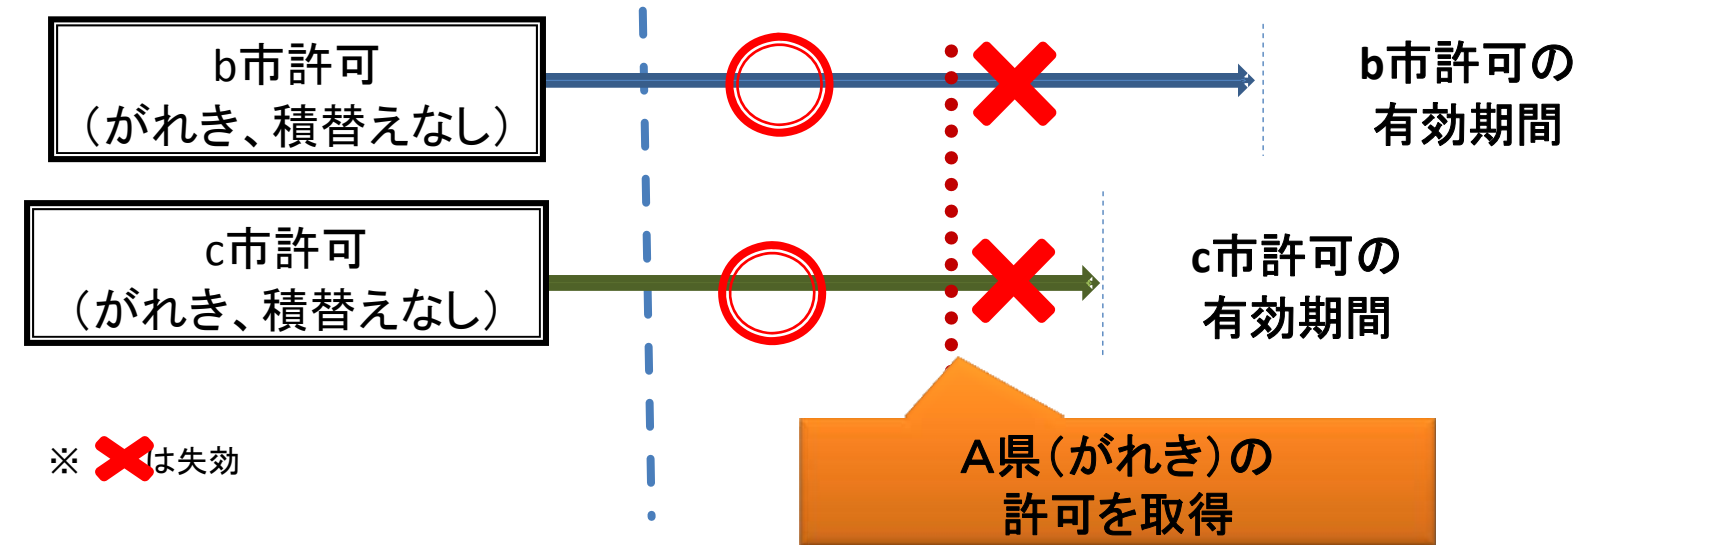 b市許可
（がれき、積替えなし）
b市許可の
有効期間
c市許可
（がれき、積替えなし）
c市許可の
有効期間
※ は失効
A県（がれき）の
許可を取得